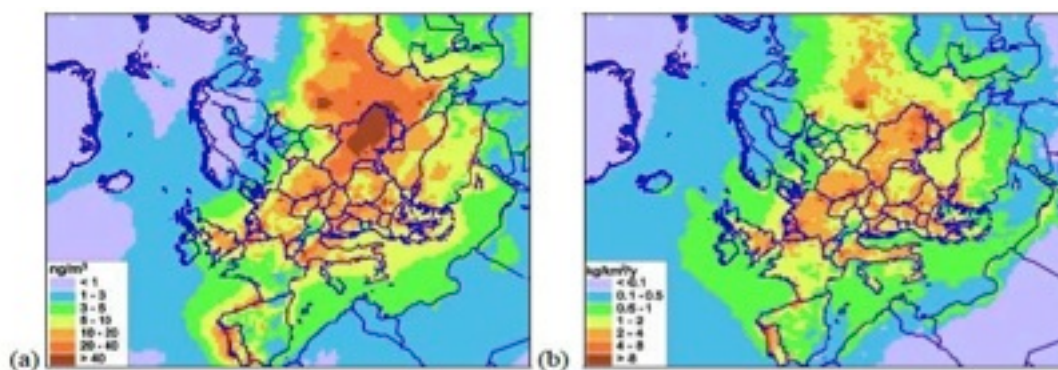 ng/m³
< 1
1 - 3
3 - 5
5 - 10
10 - 20
20 - 40
> 40
(a)
kg/km²/y
< 0.1
0.1 - 0.5
0.5 - 1
1 - 2
2 - 4
4 - 8
> 8
(b)